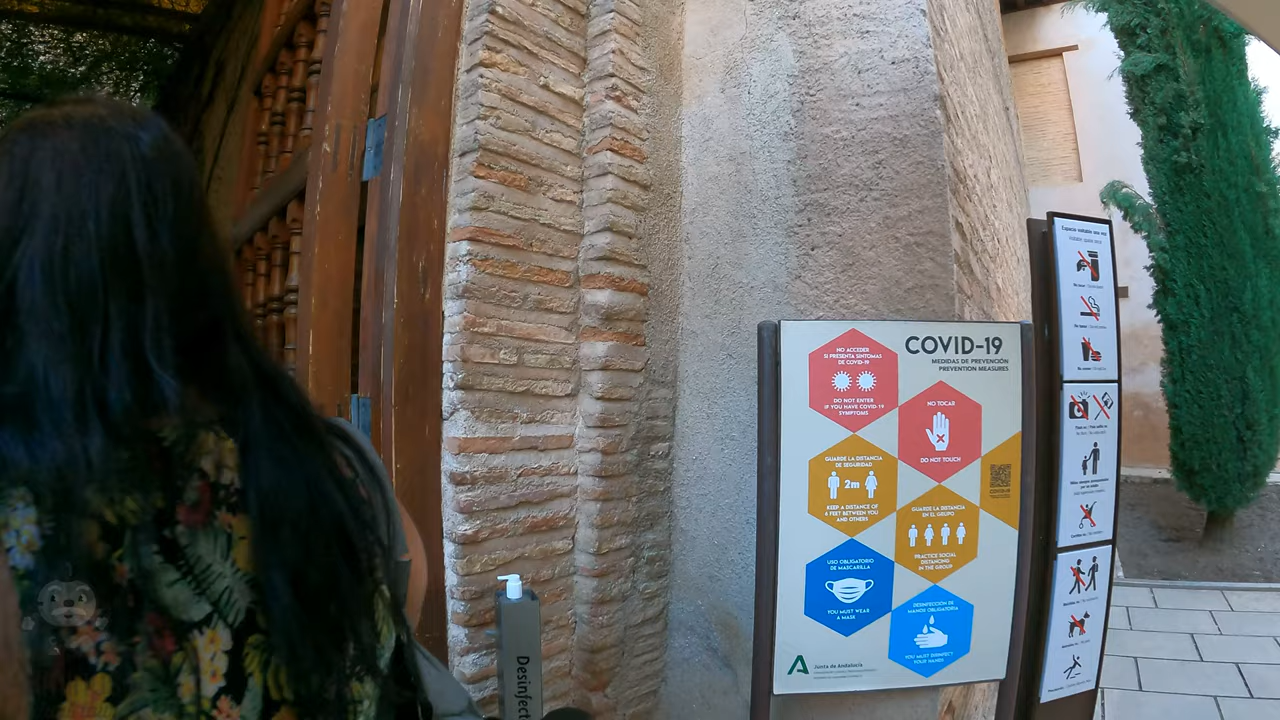 COVID-19
MEDIDAS DE PREVENCIÓN
PREVENTION MEASURES
NO ACCEDER
SI PRESENTA SÍNTOMAS
DE COVID-19
DO NOT ENTER
IF YOU HAVE COVID-19
SYMPTOMS
NO TOCAR
DO NOT TOUCH
GUARDE LA DISTANCIA
DE SEGURIDAD
2m
KEEP A DISTANCE OF
6 FEET BETWEEN YOU
AND OTHERS
GUARDE LA DISTANCIA
EN EL GRUPO
PRACTICE SOCIAL
DISTANCING
IN THE GROUP
USO OBLIGATORIO
DE MASCARILLA
YOU MUST WEAR
A MASK
DESINFECCIÓN DE
MANOS OBLIGATORIA
YOU MUST DISINFECT
YOUR HANDS
Junta de Andalucía
Desinfect
Espacio visitable una vez